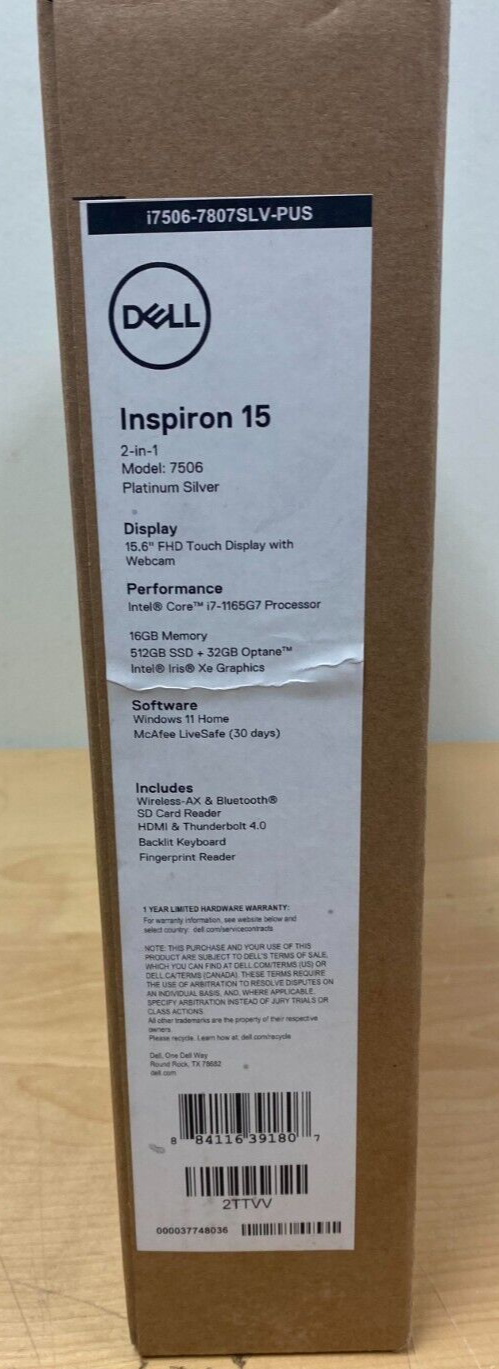 i7506-7807SLV-PUS
DELL
Inspiron 15
2-in-1
Model: 7506
Platinum Silver
Display
15.6" FHD Touch Display with
Webcam
Performance
Intel® Core™ i7-1165G7 Processor
16GB Memory
512GB SSD + 32GB Optane™
Intel® Iris® Xe Graphics
Software
Windows 11 Home
McAfee LiveSafe (30 days)
Includes
Wireless-AX & Bluetooth®
SD Card Reader
HDMI & Thunderbolt 4.0
Backlit Keyboard
Fingerprint Reader
1 YEAR LIMITED HARDWARE WARRANTY:
For warranty information, see website below and
select country: dell.com/servicecontracts
NOTE: THIS PURCHASE AND YOUR USE OF THIS
PRODUCT ARE SUBJECT TO DELL'S TERMS OF SALE,
WHICH YOU CAN FIND AT DELL.COM/TERMS (US) OR
DELL.CA/TERMS (CANADA). THESE TERMS REQUIRE
THE USE OF ARBITRATION TO RESOLVE DISPUTES ON
AN INDIVIDUAL BASIS, AND, WHERE APPLICABLE,
SPECIFY ARBITRATION INSTEAD OF JURY TRIALS OR
CLASS ACTIONS.
All other trademarks are the property of their respective
owners.
Please recycle. Learn how at: dell.com/recycle
Dell, One Dell Way
Round Rock, TX 78682
dell.com
8 84116 39180 7
2TTVV
000037748036